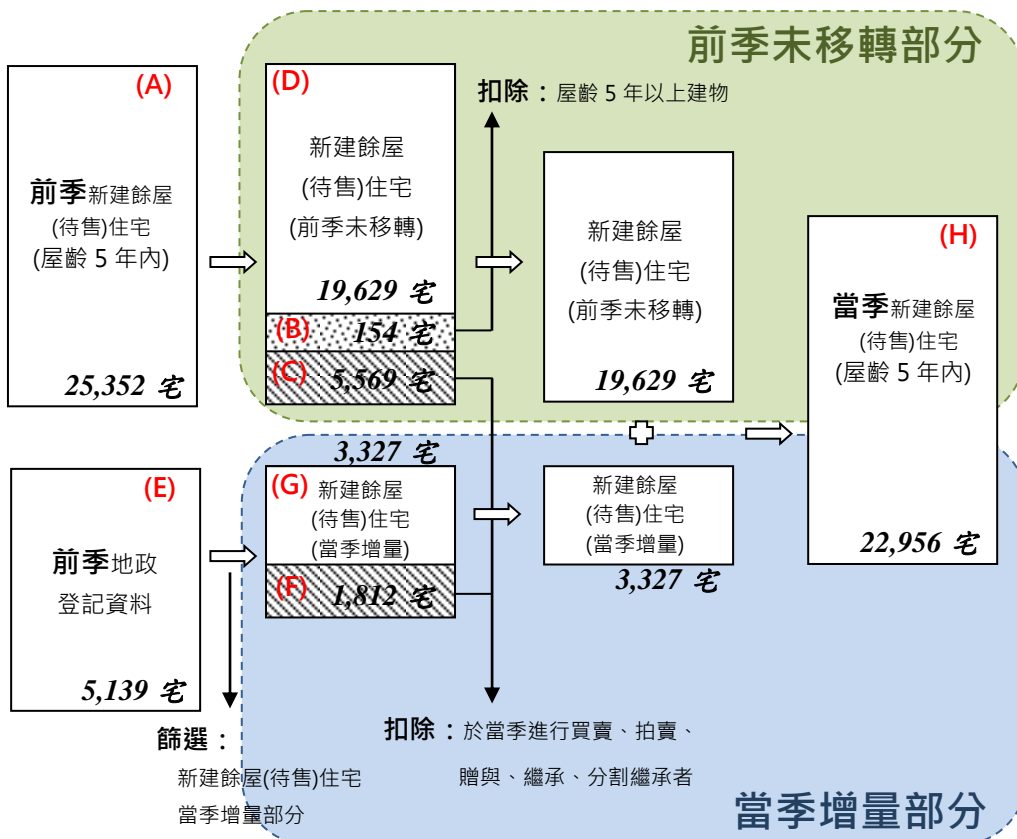 前季未移轉部分
(A)
前季新建餘屋
(待售)住宅
(屋齡 5 年內)
25,352 宅
(D)
新建餘屋
(待售)住宅
(前季未移轉)
19,629 宅
(B) 154 宅
(C) 5,569 宅
扣除：屋齡 5 年以上建物
新建餘屋
(待售)住宅
(前季未移轉)
19,629 宅
(H)
當季新建餘屋
(待售)住宅
(屋齡 5 年內)
22,956 宅
(E)
前季地政
登記資料
5,139 宅
3,327 宅
(G)
新建餘屋
(待售)住宅
(當季增量)
(F) 1,812 宅
新建餘屋
(待售)住宅
(當季增量)
3,327 宅
篩選：
新建餘屋(待售)住宅
當季增量部分
扣除：於當季進行買賣、拍賣、
贈與、繼承、分割繼承者
當季增量部分